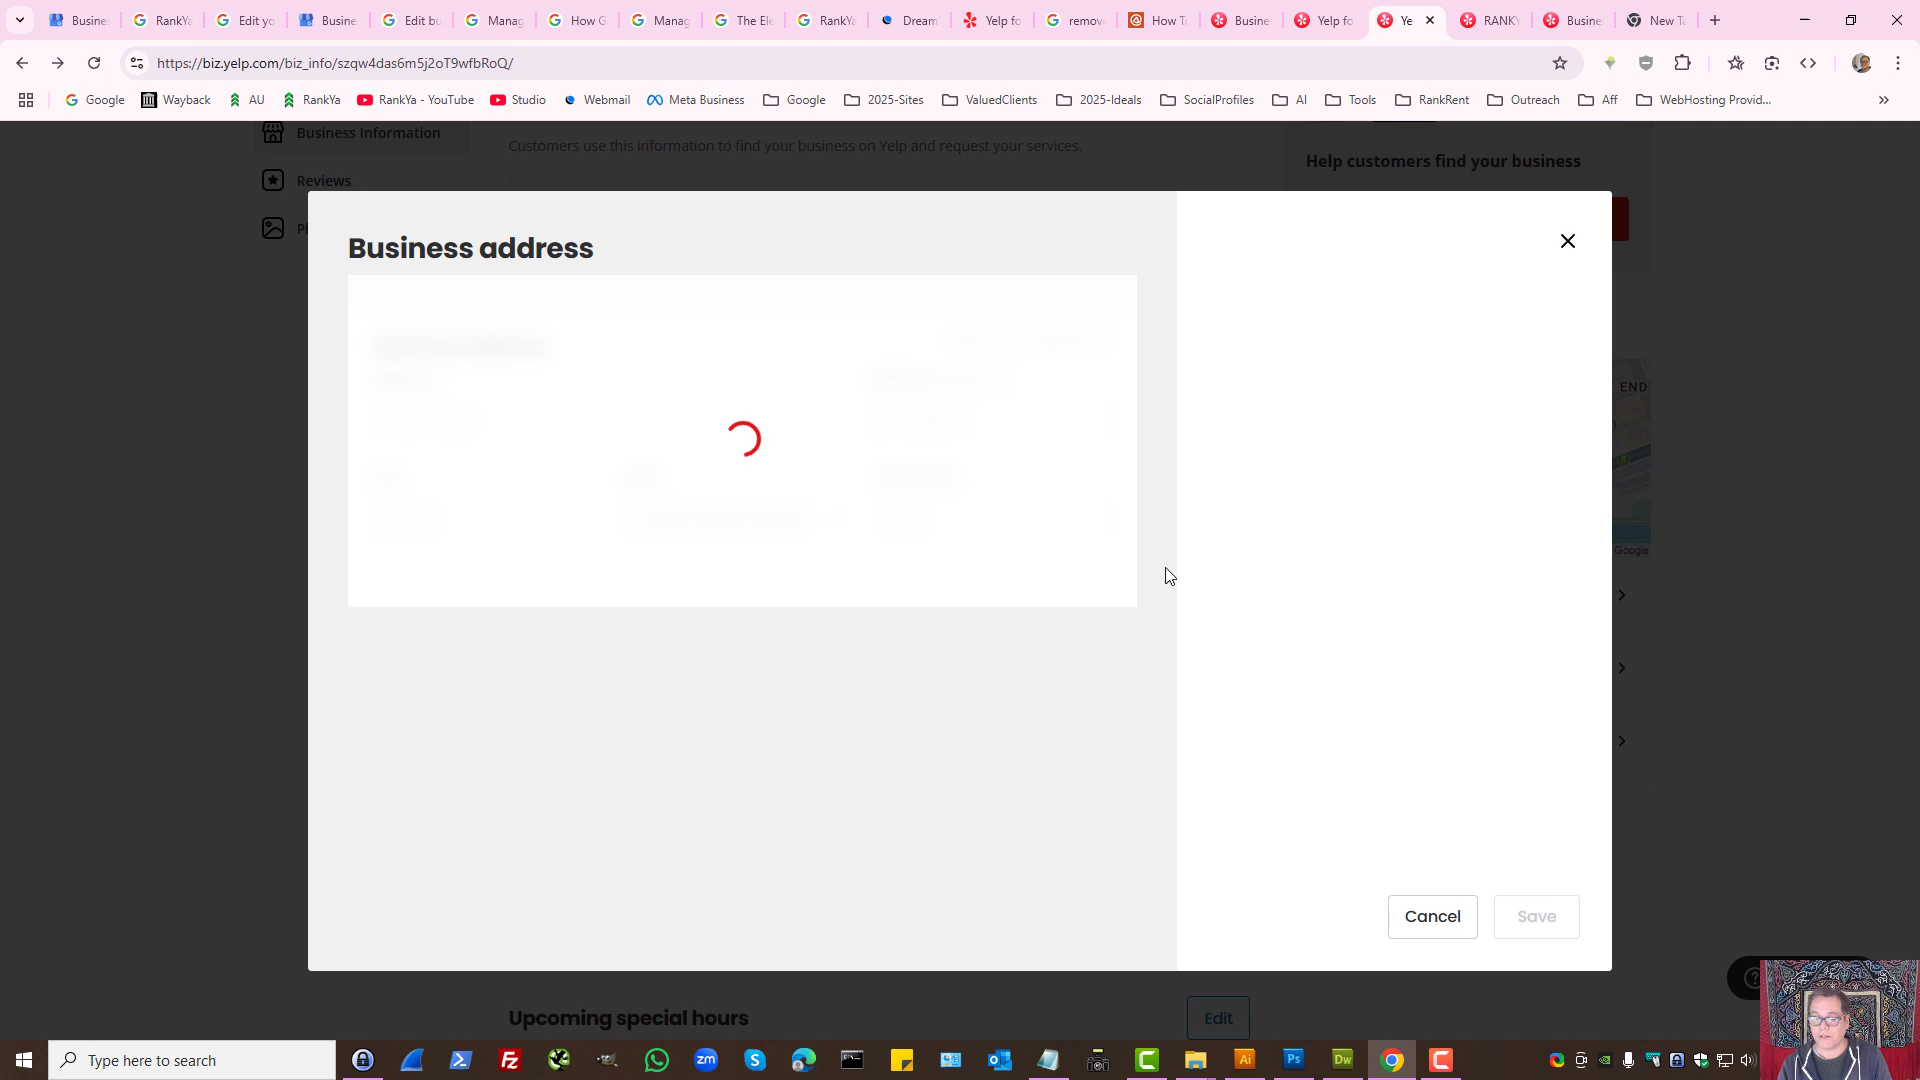 Busine
RankYa
Edit yo
Busine
Edit bu
Manag
How G
Manag
The Ele
RankYa
Dream
Yelp fo
remov
How To
Busine
Yelp fo
Ye
RANKY
Busine
New Ta
https://biz.yelp.com/biz_info/szqw4das6m5j2oT9wfbRoQ/
Google
Wayback
AU
RankYa
RankYa - YouTube
Studio
Webmail
Meta Business
Google
2025-Sites
ValuedClients
2025-Ideals
SocialProfiles
AI
Tools
RankRent
Outreach
Aff
WebHosting Provid...
Business Information
Customers use this information to find your business on Yelp and request your services.
Help customers find your business
Reviews
Business address
END
Google
Cancel
Save
Upcoming special hours
Edit
Type here to search